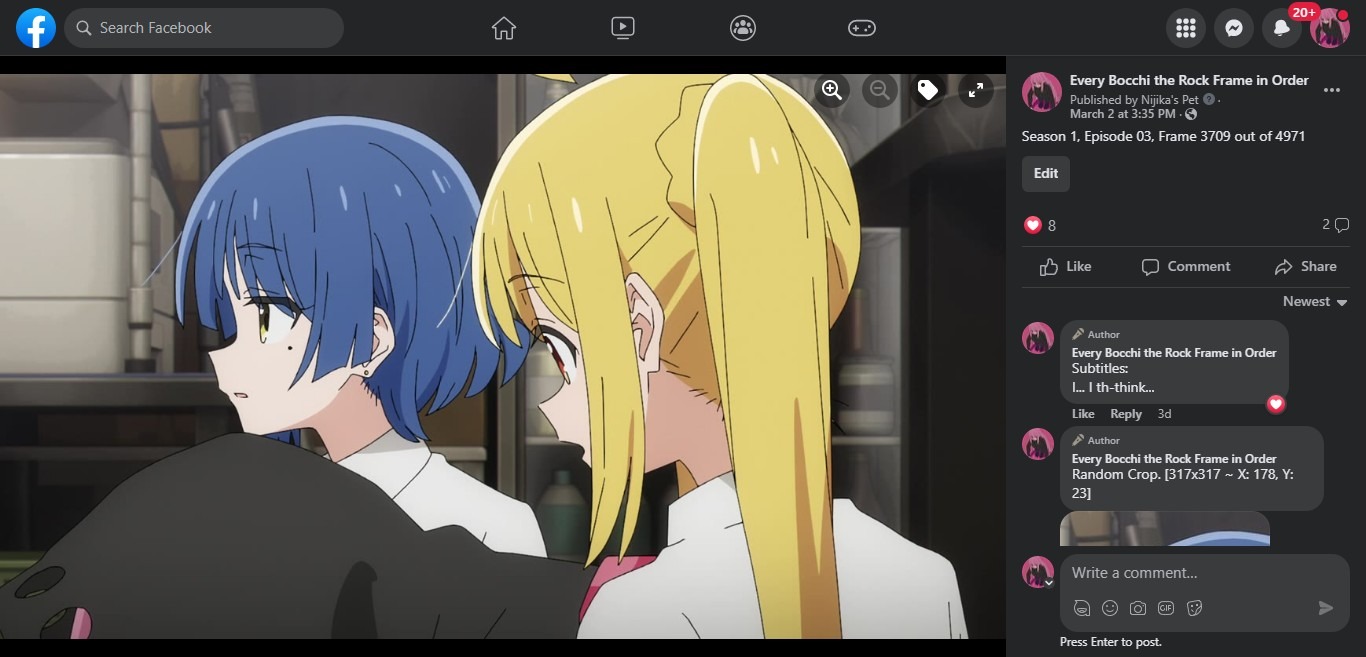 Search Facebook
20+
Every Bocchi the Rock Frame in Order
Published by Nijika's Pet ·
March 2 at 3:35 PM ·
Season 1, Episode 03, Frame 3709 out of 4971
Edit
8
2
Like
Comment
Share
Newest
Author
Every Bocchi the Rock Frame in Order
Subtitles:
I... I th-think...
Like Reply 3d
Author
Every Bocchi the Rock Frame in Order
Random Crop. [317x317 ~ X: 178, Y:
23]
Write a comment...
GIF
Press Enter to post.